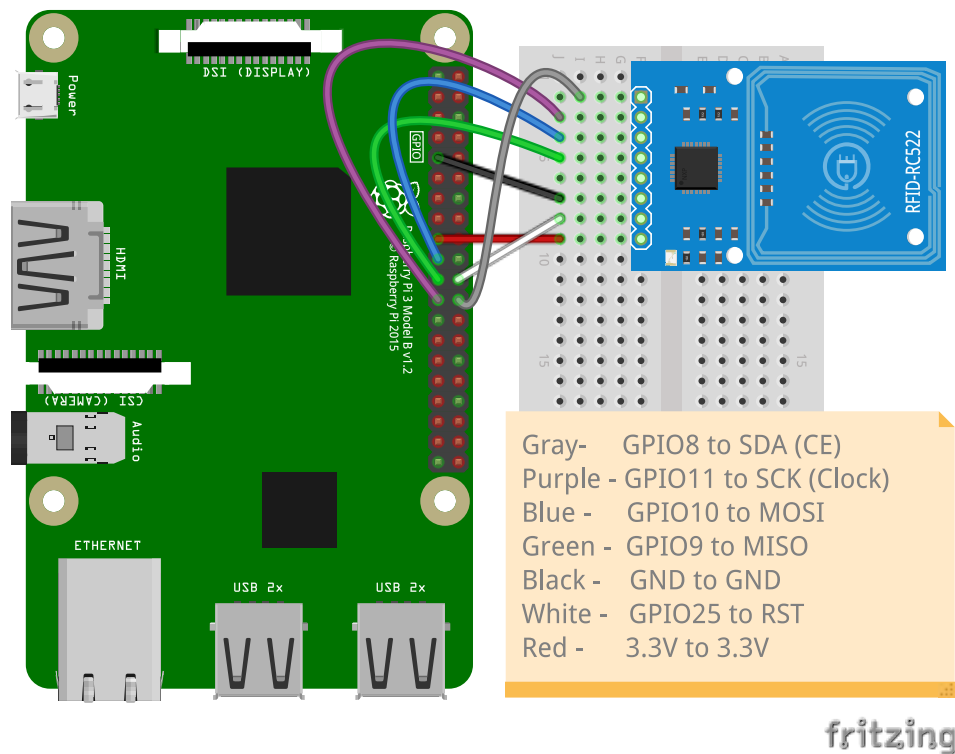 DSI (DISPLAY)
Power
GPIO
HDMI
Raspberry Pi 3 Model B v1.2
© Raspberry Pi 2015
CSI (CAMERA)
Audio
ETHERNET
USB 2x
USB 2x
J I H G F
10
15
15
RFID-RC522
Gray- GPIO8 to SDA (CE)
Purple - GPIO11 to SCK (Clock)
Blue - GPIO10 to MOSI
Green - GPIO9 to MISO
Black - GND to GND
White - GPIO25 to RST
Red - 3.3V to 3.3V
fritzing